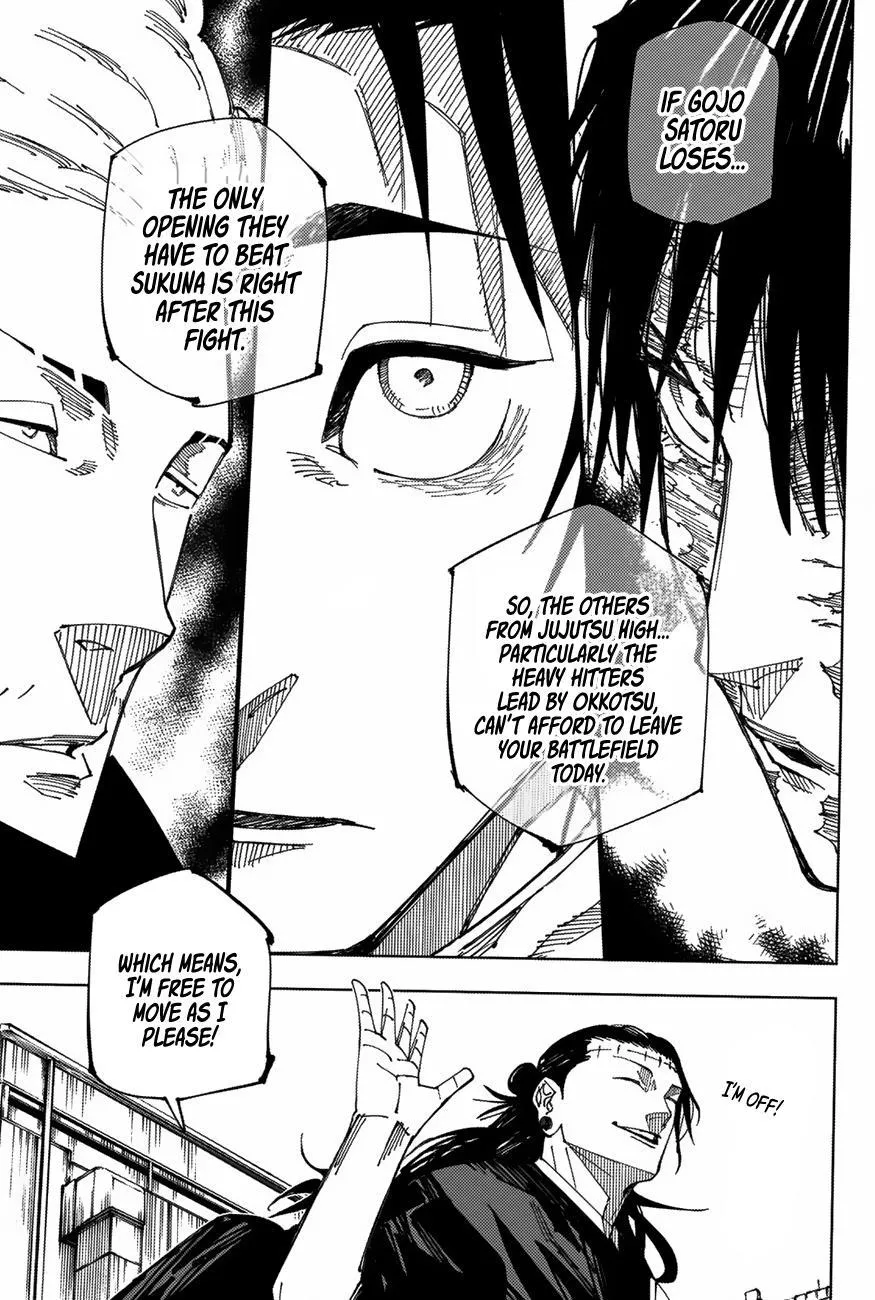 IF GOJO
SATORU
LOSES...
THE ONLY
OPENING THEY
HAVE TO BEAT
SUKUNA IS RIGHT
AFTER THIS
FIGHT.
SO, THE OTHERS
FROM JUJUTSU HIGH...
PARTICULARLY THE
HEAVY HITTERS
LEAD BY OKKOTSU,
CAN'T AFFORD TO LEAVE
YOUR BATTLEFIELD
TODAY.
WHICH MEANS,
I'M FREE TO
MOVE AS I
PLEASE!
I'M OFF!